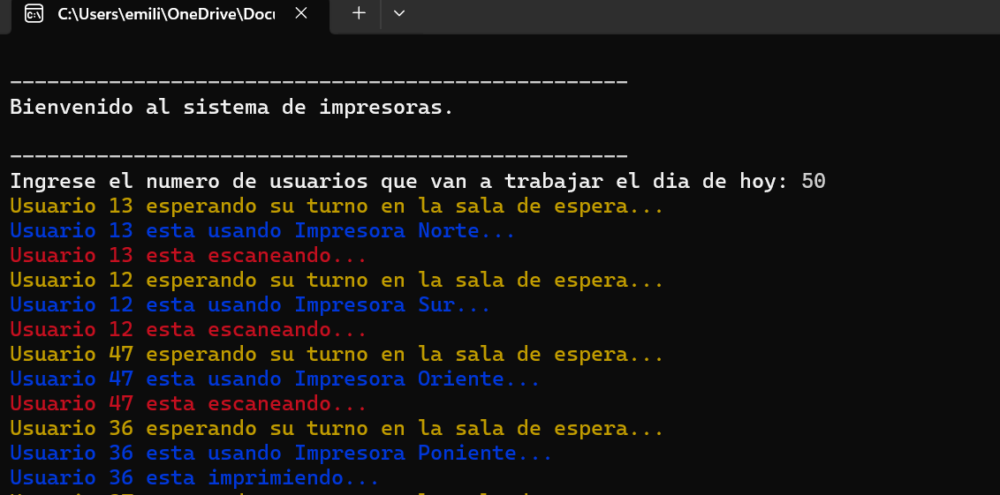 C:\Users\emili\OneDrive\Docu
--------------------------------------------------
Bienvenido al sistema de impresoras.
--------------------------------------------------
Ingrese el numero de usuarios que van a trabajar el dia de hoy: 50
Usuario 13 esperando su turno en la sala de espera...
Usuario 13 esta usando Impresora Norte...
Usuario 13 esta escaneando...
Usuario 12 esperando su turno en la sala de espera...
Usuario 12 esta usando Impresora Sur...
Usuario 12 esta escaneando...
Usuario 47 esperando su turno en la sala de espera...
Usuario 47 esta usando Impresora Oriente...
Usuario 47 esta escaneando...
Usuario 36 esperando su turno en la sala de espera...
Usuario 36 esta usando Impresora Poniente...
Usuario 36 esta imprimiendo...